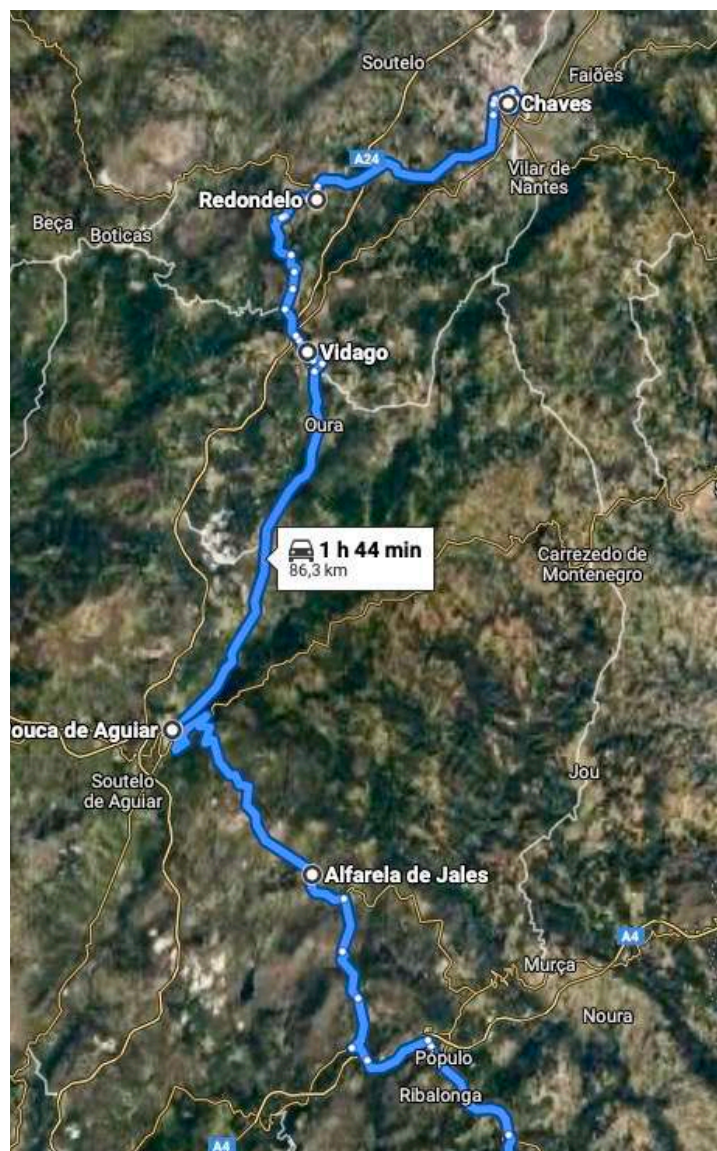 Soutelo
Faiões
Chaves
A24
Vilar de
Nantes
Redondelo
Beça
Boticas
Vidago
Oura
1 h 44 min
86,3 km
Carrezedo de
Montenegro
ouca de Aguiar
Soutelo
de Aguiar
Jou
Alfarela de Jales
A4
Murça
Noura
Pópulo
Ribalonga
A4